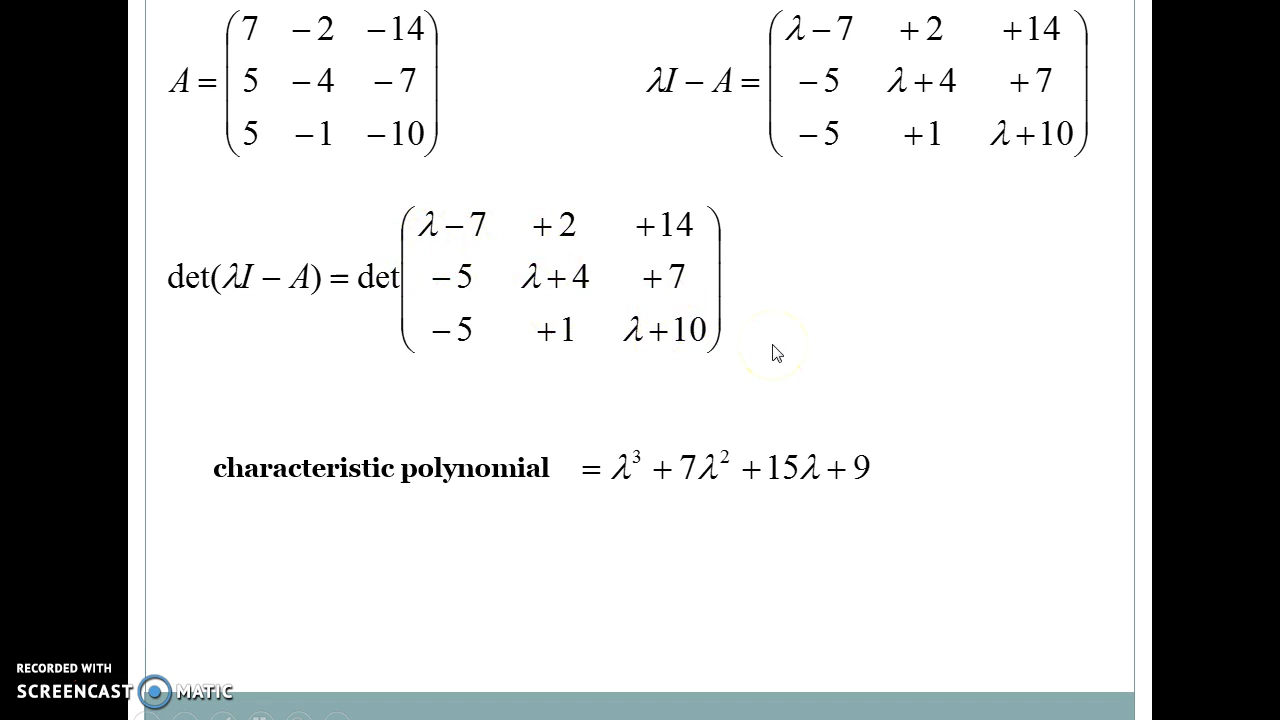 A = ( 7 − 2 − 14
5 − 4 − 7
5 − 1 − 10 )
λI − A = ( λ − 7 + 2 + 14
− 5 λ + 4 + 7
− 5 + 1 λ + 10 )
det(λI − A) = det ( λ − 7 + 2 + 14
− 5 λ + 4 + 7
− 5 + 1 λ + 10 )
characteristic polynomial = λ³ + 7λ² + 15λ + 9
RECORDED WITH
SCREENCAST MATIC